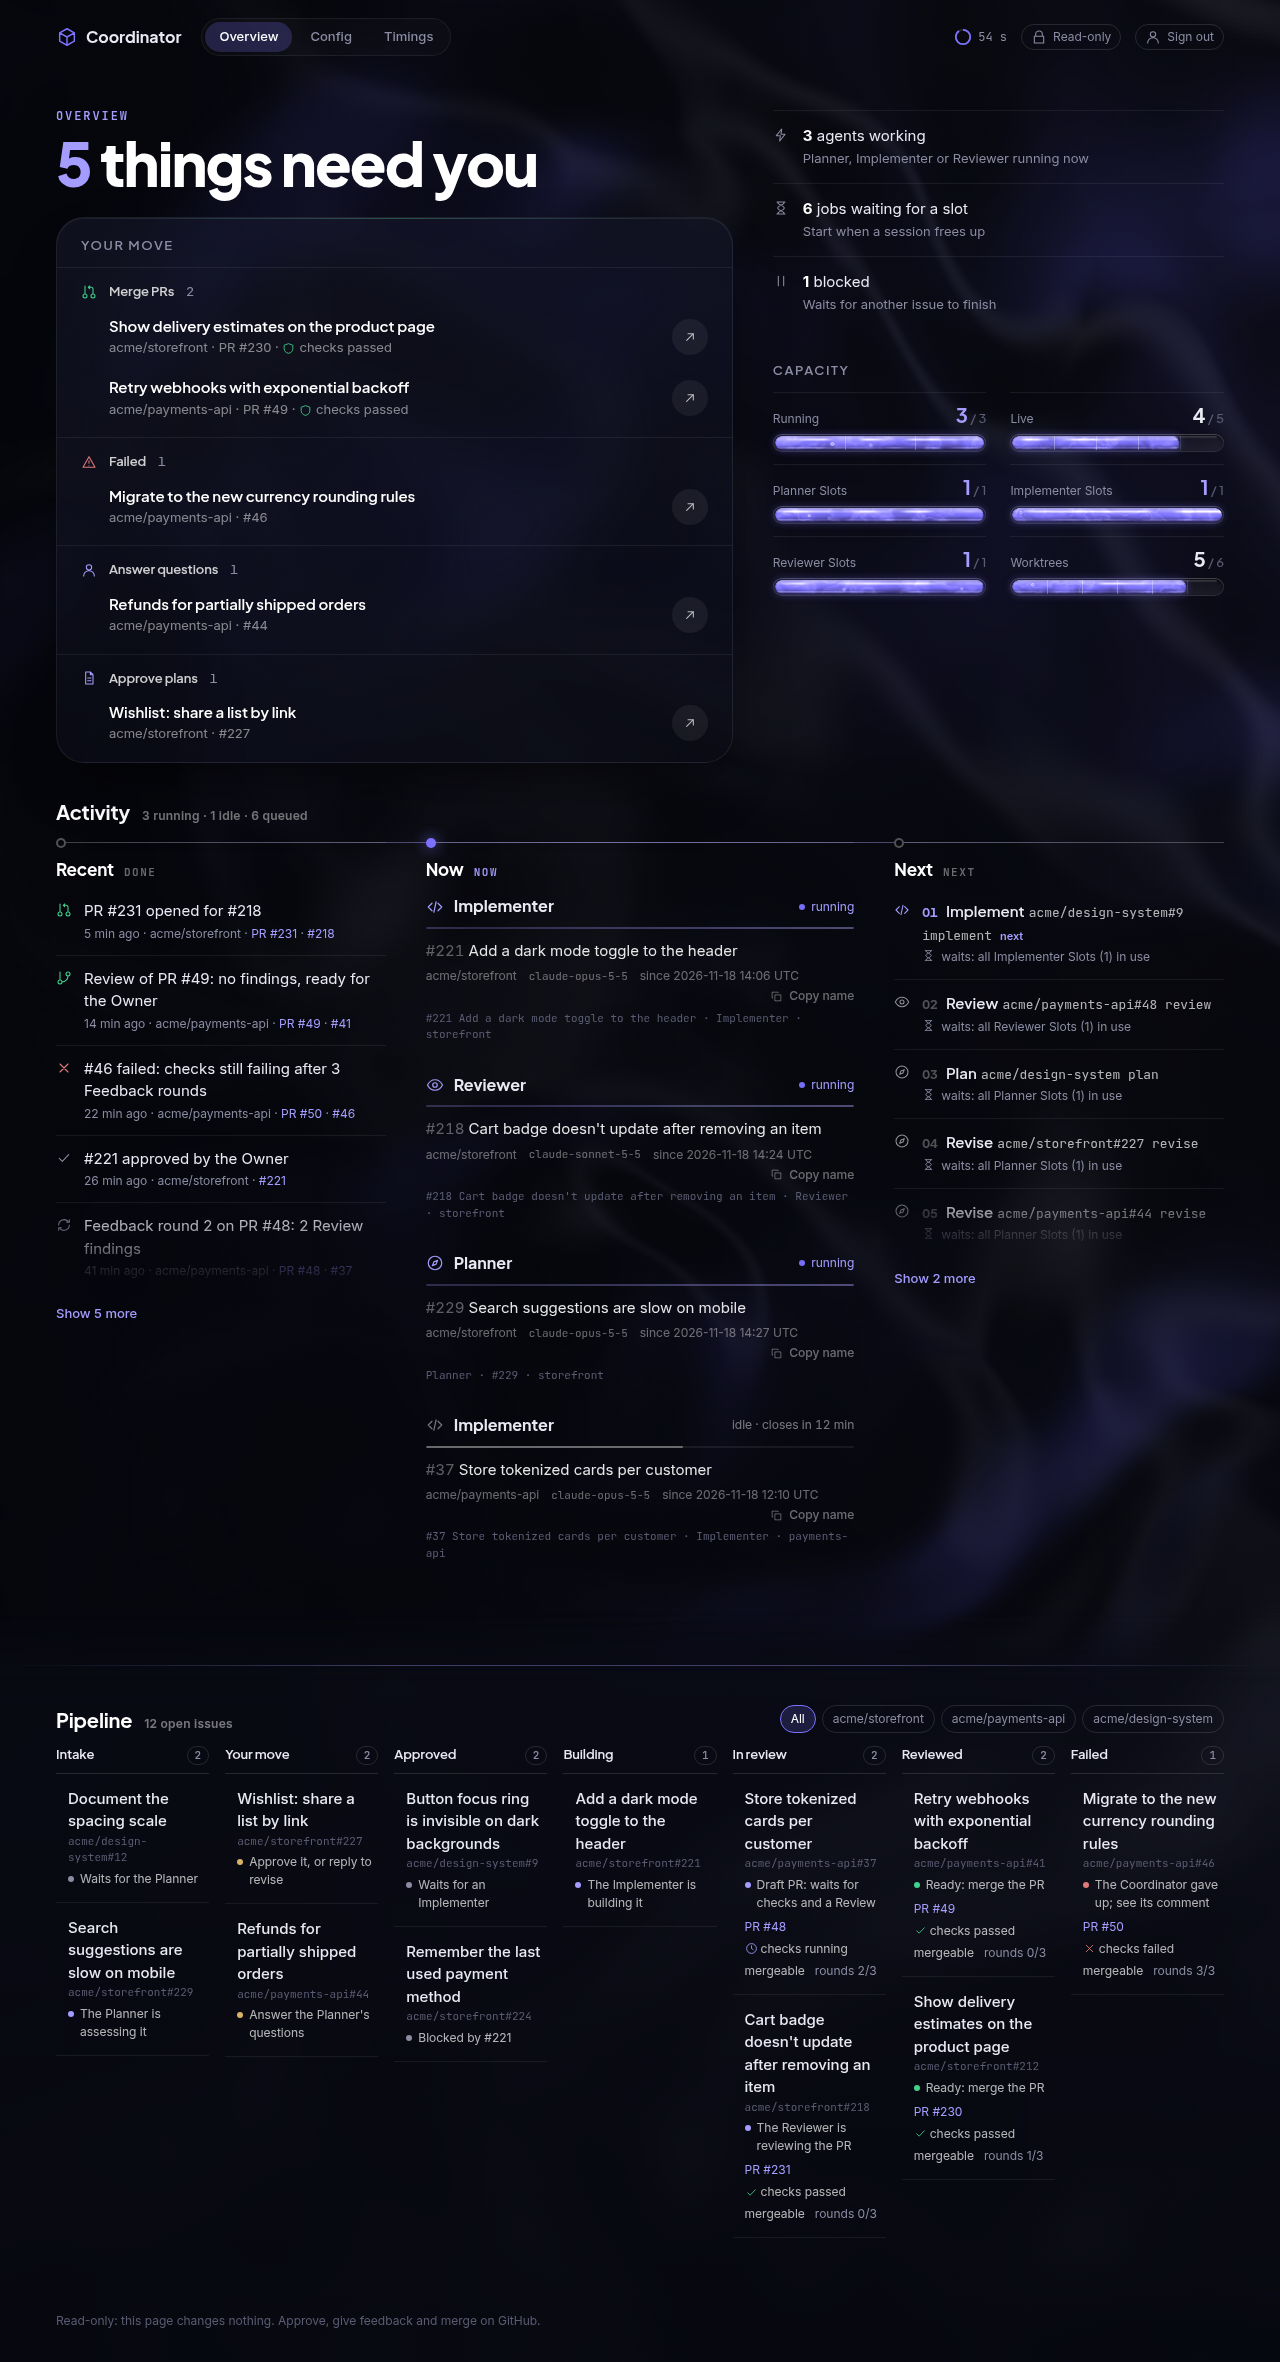 Coordinator
Overview
Config
Timings
54 s
Read-only
Sign out
OVERVIEW
5 things need you
YOUR MOVE
Merge PRs 2
Show delivery estimates on the product page
acme/storefront · PR #230 · checks passed
Retry webhooks with exponential backoff
acme/payments-api · PR #49 · checks passed
Failed 1
Migrate to the new currency rounding rules
acme/payments-api · #46
Answer questions 1
Refunds for partially shipped orders
acme/payments-api · #44
Approve plans 1
Wishlist: share a list by link
acme/storefront · #227
3 agents working
Planner, Implementer or Reviewer running now
6 jobs waiting for a slot
Start when a session frees up
1 blocked
Waits for another issue to finish
CAPACITY
Running 3/3
Live 4/5
Planner Slots 1/1
Implementer Slots 1/1
Reviewer Slots 1/1
Worktrees 5/6
Activity 3 running · 1 idle · 6 queued
Recent DONE
PR #231 opened for #218
5 min ago · acme/storefront · PR #231 · #218
Review of PR #49: no findings, ready for
the Owner
14 min ago · acme/payments-api · PR #49 · #41
#46 failed: checks still failing after 3
Feedback rounds
22 min ago · acme/payments-api · PR #50 · #46
#221 approved by the Owner
26 min ago · acme/storefront · #221
Feedback round 2 on PR #48: 2 Review
findings
41 min ago · acme/payments-api · PR #48 · #37
Show 5 more
Now NOW
Implementer
running
#221 Add a dark mode toggle to the header
acme/storefront claude-opus-5-5 since 2026-11-18 14:06 UTC
Copy name
#221 Add a dark mode toggle to the header · Implementer ·
storefront
Reviewer
running
#218 Cart badge doesn't update after removing an item
acme/storefront claude-sonnet-5-5 since 2026-11-18 14:24 UTC
Copy name
#218 Cart badge doesn't update after removing an item · Reviewer
· storefront
Planner
running
#229 Search suggestions are slow on mobile
acme/storefront claude-opus-5-5 since 2026-11-18 14:27 UTC
Copy name
Planner · #229 · storefront
Implementer
idle · closes in 12 min
#37 Store tokenized cards per customer
acme/payments-api claude-opus-5-5 since 2026-11-18 12:10 UTC
Copy name
#37 Store tokenized cards per customer · Implementer · payments-
api
Next NEXT
01 Implement acme/design-system#9
implement next
waits: all Implementer Slots (1) in use
02 Review acme/payments-api#48 review
waits: all Reviewer Slots (1) in use
03 Plan acme/design-system plan
waits: all Planner Slots (1) in use
04 Revise acme/storefront#227 revise
waits: all Planner Slots (1) in use
05 Revise acme/payments-api#44 revise
waits: all Planner Slots (1) in use
Show 2 more
Pipeline 12 open issues
All
acme/storefront
acme/payments-api
acme/design-system
Intake 2
Document the
spacing scale
acme/design-
system#12
Waits for the Planner
Search
suggestions are
slow on mobile
acme/storefront#229
The Planner is
assessing it
Your move 2
Wishlist: share a
list by link
acme/storefront#227
Approve it, or reply to
revise
Refunds for
partially shipped
orders
acme/payments-api#44
Answer the Planner's
questions
Approved 2
Button focus ring
is invisible on dark
backgrounds
acme/design-system#9
Waits for an
Implementer
Remember the last
used payment
method
acme/storefront#224
Blocked by #221
Building 1
Add a dark mode
toggle to the
header
acme/storefront#221
The Implementer is
building it
In review 2
Store tokenized
cards per
customer
acme/payments-api#37
Draft PR: waits for
checks and a Review
PR #48
checks running
mergeable rounds 2/3
Cart badge
doesn't update
after removing an
item
acme/storefront#218
The Reviewer is
reviewing the PR
PR #231
checks passed
mergeable rounds 0/3
Reviewed 2
Retry webhooks
with exponential
backoff
acme/payments-api#41
Ready: merge the PR
PR #49
checks passed
mergeable rounds 0/3
Show delivery
estimates on the
product page
acme/storefront#212
Ready: merge the PR
PR #230
checks passed
mergeable rounds 1/3
Failed 1
Migrate to the new
currency rounding
rules
acme/payments-api#46
The Coordinator gave
up; see its comment
PR #50
checks failed
mergeable rounds 3/3
Read-only: this page changes nothing. Approve, give feedback and merge on GitHub.